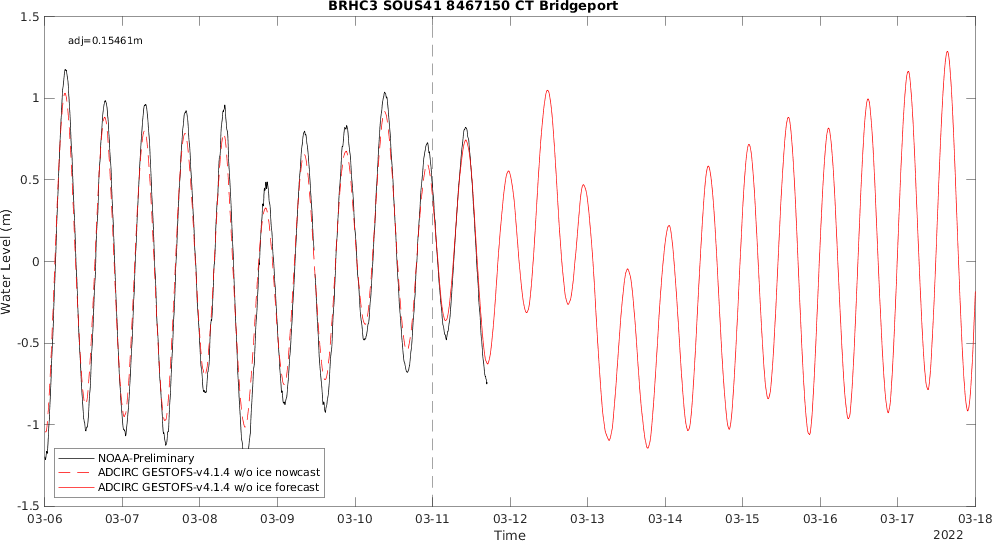 BRHC3 SOUS41 8467150 CT Bridgeport
adj=0.15461m
1.5
1
0.5
0
-0.5
-1
-1.5
Water Level (m)
NOAA-Preliminary
ADCIRC GESTOFS-v4.1.4 w/o ice nowcast
ADCIRC GESTOFS-v4.1.4 w/o ice forecast
03-06 03-07 03-08 03-09 03-10 03-11 03-12 03-13 03-14 03-15 03-16 03-17 03-18
Time
2022